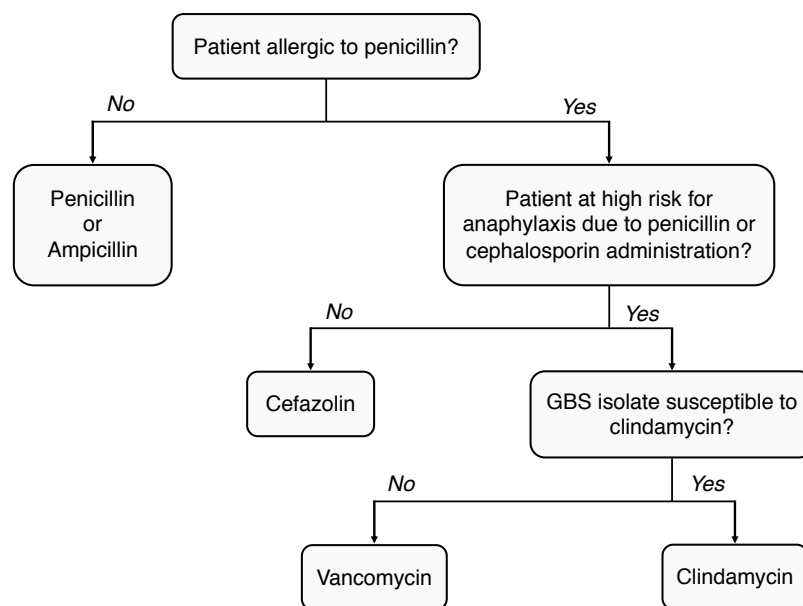 Patient allergic to penicillin?
No
Yes
Penicillin
or
Ampicillin
Patient at high risk for
anaphylaxis due to penicillin or
cephalosporin administration?
No
Yes
Cefazolin
GBS isolate susceptible to
clindamycin?
No
Yes
Vancomycin
Clindamycin